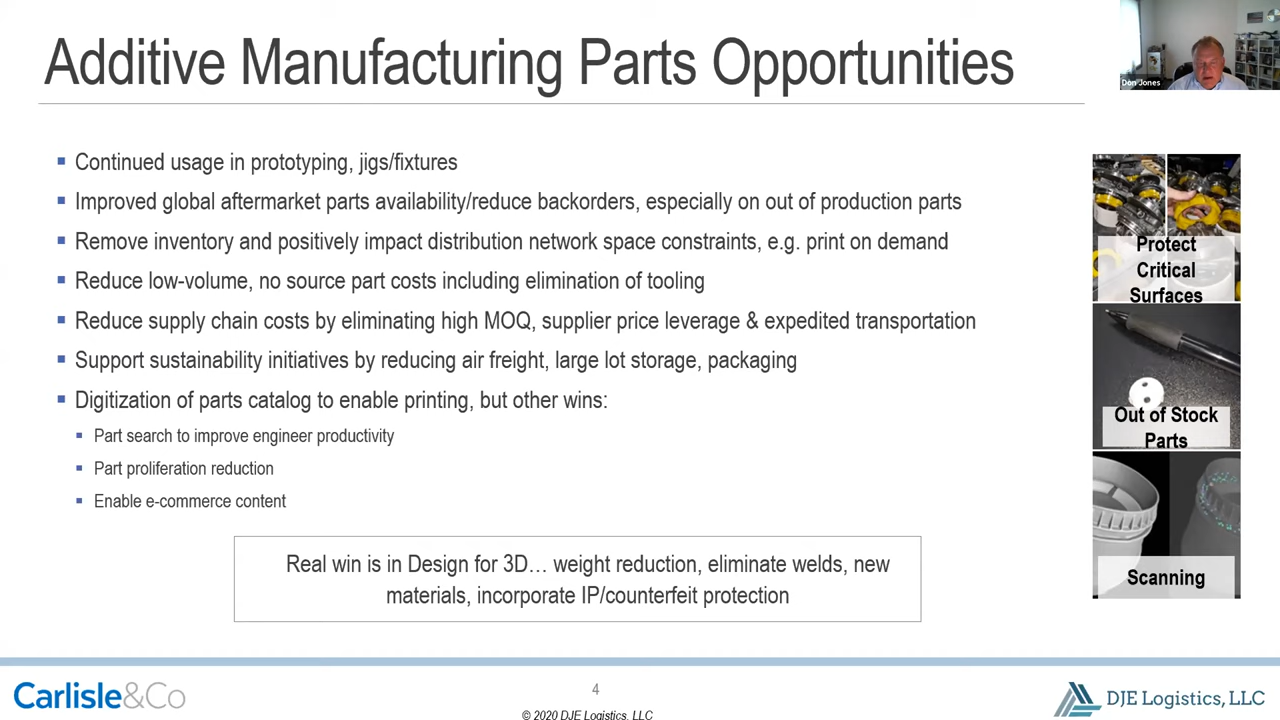 Additive Manufacturing Parts Opportunities
Don Jones
Continued usage in prototyping, jigs/fixtures
Improved global aftermarket parts availability/reduce backorders, especially on out of production parts
Remove inventory and positively impact distribution network space constraints, e.g. print on demand
Reduce low-volume, no source part costs including elimination of tooling
Reduce supply chain costs by eliminating high MOQ, supplier price leverage & expedited transportation
Support sustainability initiatives by reducing air freight, large lot storage, packaging
Digitization of parts catalog to enable printing, but other wins:
Part search to improve engineer productivity
Part proliferation reduction
Enable e-commerce content
Real win is in Design for 3D… weight reduction, eliminate welds, new
materials, incorporate IP/counterfeit protection
Protect
Critical
Surfaces
Out of Stock
Parts
Scanning
Carlisle&Co
4
© 2020 DJE Logistics, LLC
DJE Logistics, LLC